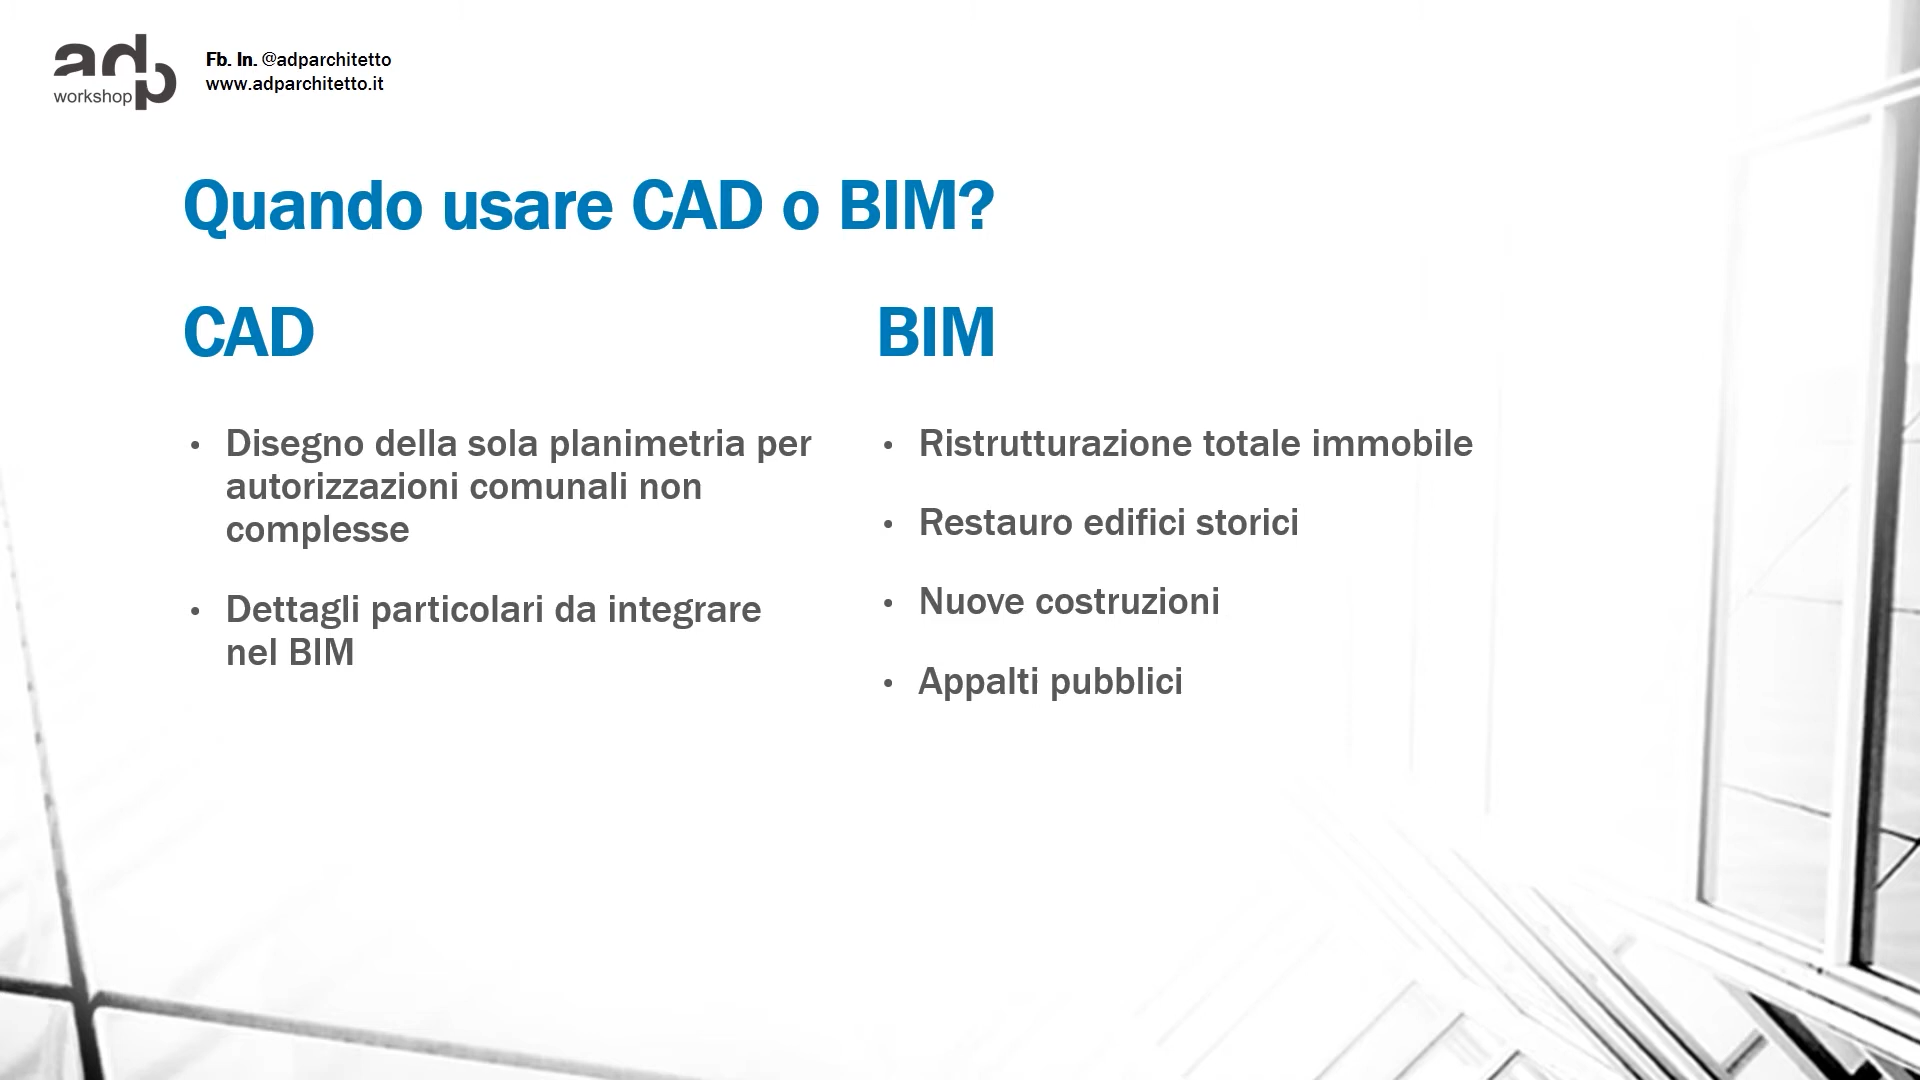 adp
workshop
Fb. In. @adparchitetto
www.adparchitetto.it
Quando usare CAD o BIM?
CAD
Disegno della sola planimetria per
autorizzazioni comunali non
complesse
Dettagli particolari da integrare
nel BIM
BIM
Ristrutturazione totale immobile
Restauro edifici storici
Nuove costruzioni
Appalti pubblici